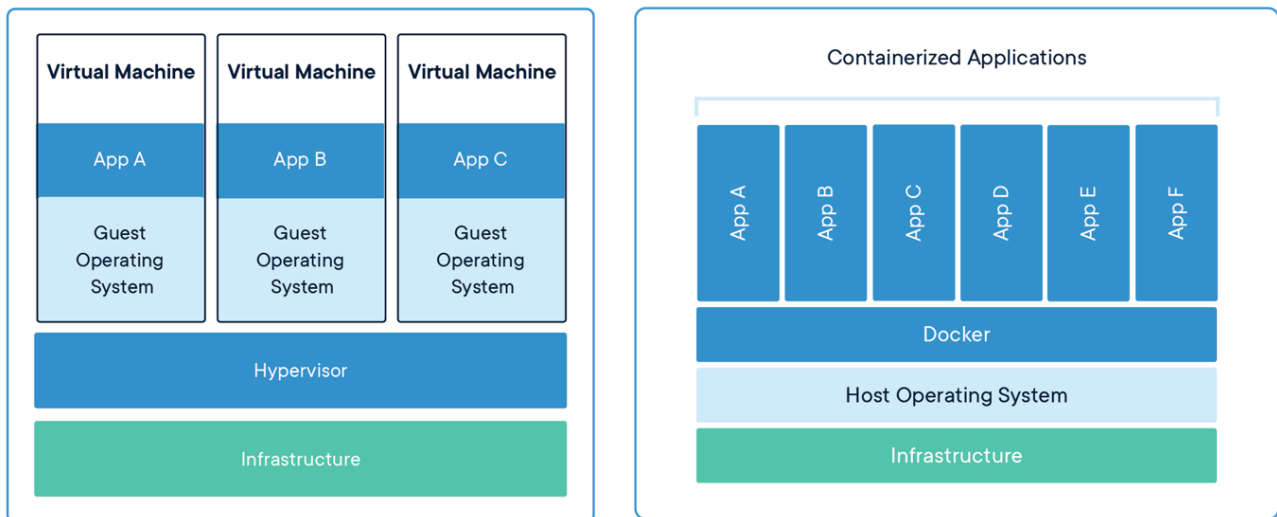 Virtual Machine
App A
Guest
Operating
System
Virtual Machine
App B
Guest
Operating
System
Virtual Machine
App C
Guest
Operating
System
Hypervisor
Infrastructure
Containerized Applications
App A
App B
App C
App D
App E
App F
Docker
Host Operating System
Infrastructure